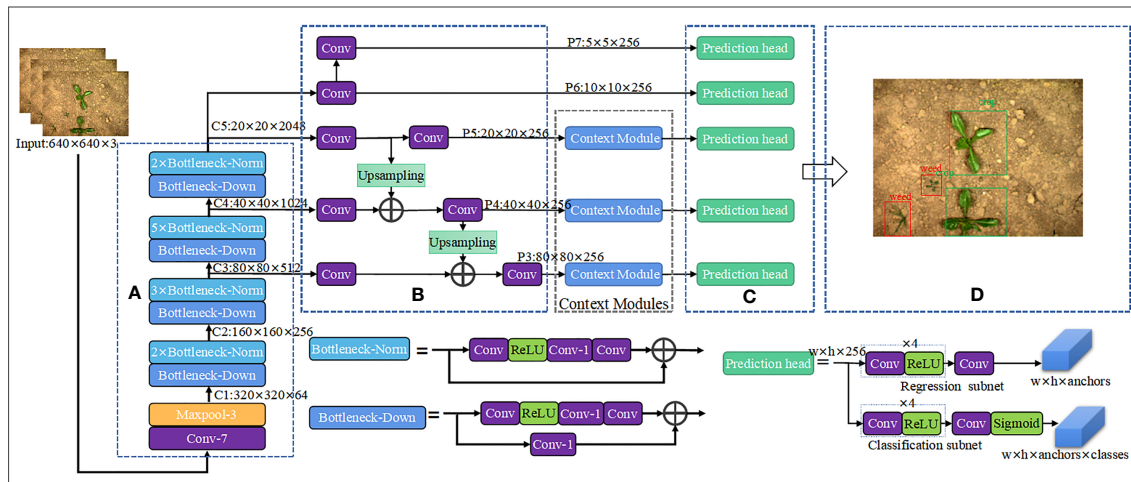 Input:640×640×3
A
2×Bottleneck-Norm
Bottleneck-Down
5×Bottleneck-Norm
Bottleneck-Down
3×Bottleneck-Norm
Bottleneck-Down
2×Bottleneck-Norm
Bottleneck-Down
Maxpool-3
Conv-7
C5:20×20×2048
C4:40×40×1024
C3:80×80×512
C2:160×160×256
C1:320×320×64
B
Conv
P7:5×5×256
Conv
P6:10×10×256
Conv
Conv
P5:20×20×256
Upsampling
Conv
Conv
P4:40×40×256
Upsampling
Conv
Conv
P3:80×80×256
Context Module
Context Module
Context Module
Context Modules
Prediction head
Prediction head
Prediction head
Prediction head
Prediction head
C
crop
weed
weed
D
Bottleneck-Norm
=
Conv ReLU Conv-1 Conv
Bottleneck-Down
=
Conv ReLU Conv-1 Conv
Conv-1
Prediction head
=
w×h×256
×4
Conv ReLU Conv
Regression subnet
w×h×anchors
×4
Conv ReLU Conv Sigmoid
Classification subnet
w×h×anchors×classes